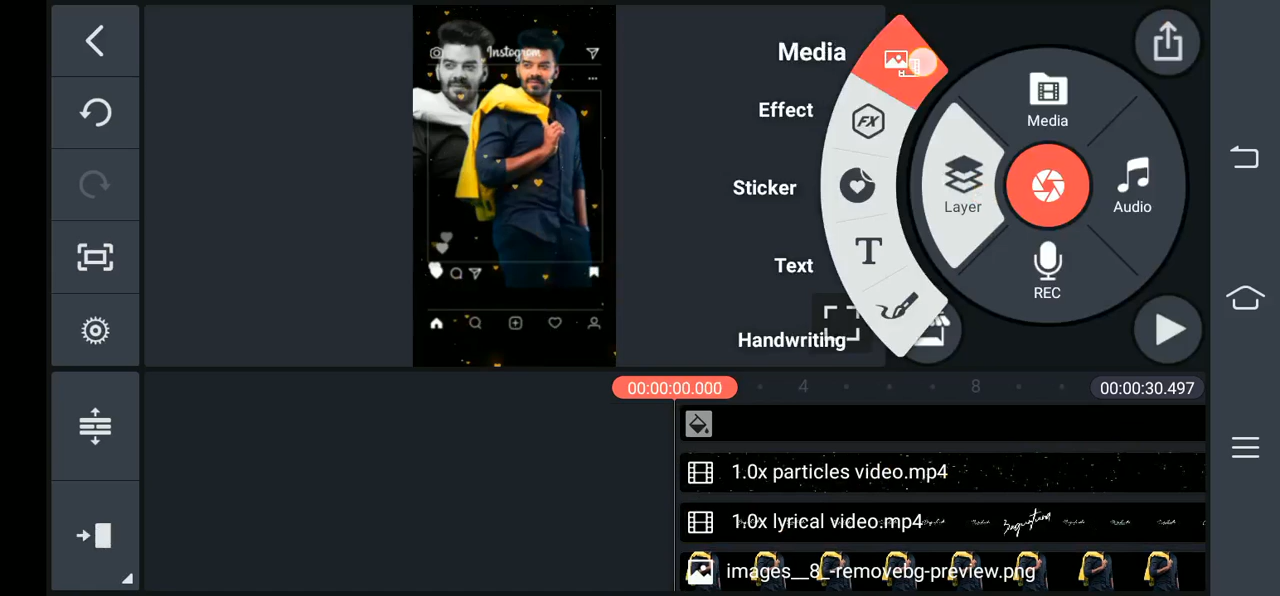 Instagram
Media
Effect
Sticker
Text
Handwriting
FX
T
Layer
Media
Audio
REC
00:00:00.000
4
8
00:00:30.497
1.0x particles video.mp4
1.0x lyrical video.mp4
images__8_-removebg-preview.png